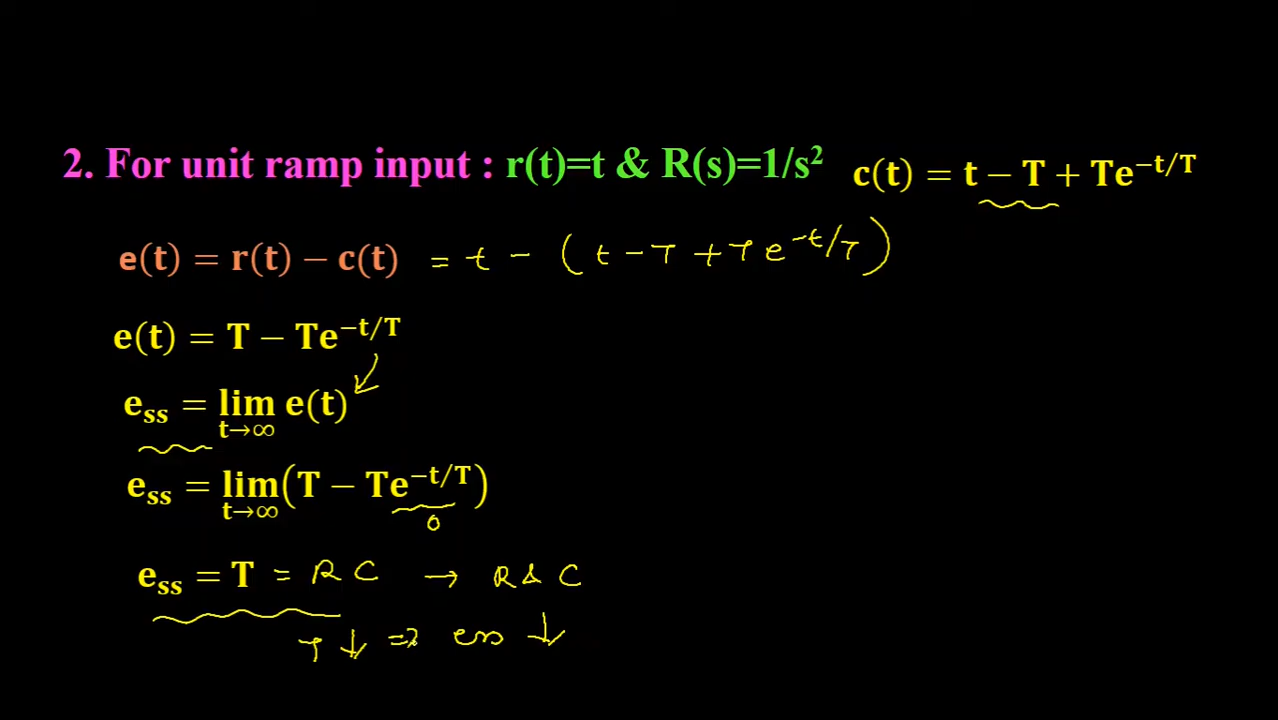 2. For unit ramp input : r(t)=t & R(s)=1/s² c(t) = t − T + Te^{−t/T}
e(t) = r(t) − c(t) = t − (t − T + T e^{−t/T})
e(t) = T − Te^{−t/T}
e_ss = lim_{t→∞} e(t)
e_ss = lim_{t→∞} (T − Te^{−t/T})
0
e_ss = T = RC → R & C
T ↓ ⇒ ess ↓